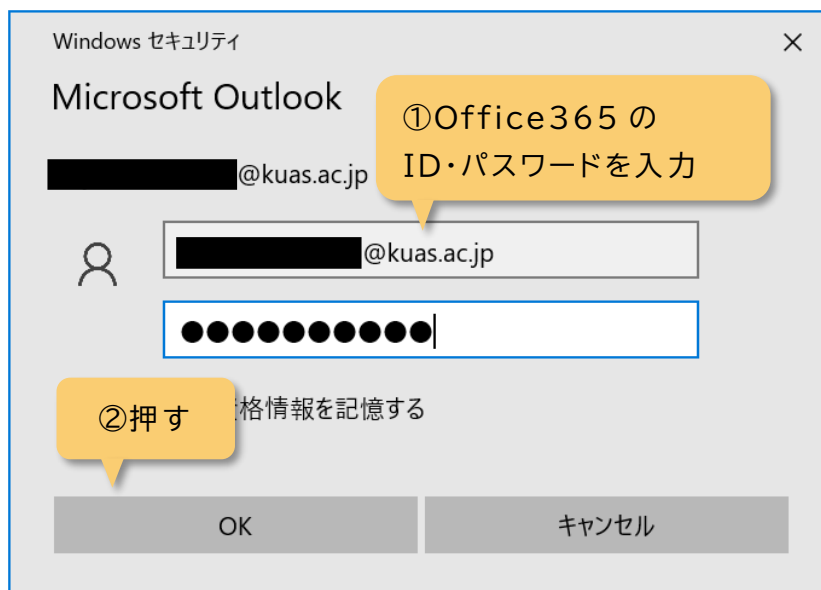 Windows セキュリティ
Microsoft Outlook
①Office365 の
ID・パスワードを入力
@kuas.ac.jp
@kuas.ac.jp
●●●●●●●●●●
②押す
格情報を記憶する
OK
キャンセル